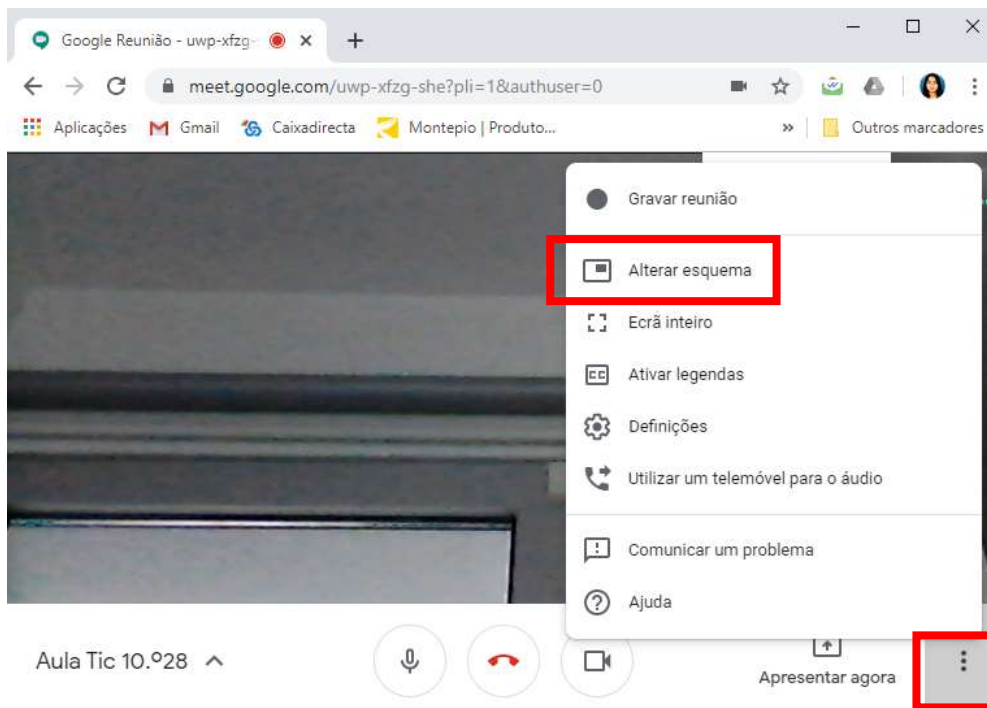 Google Reunião - uwp-xfzg-
meet.google.com/uwp-xfzg-she?pli=1&authuser=0
Aplicações Gmail Caixadirecta Montepio | Produto... » Outros marcadores
Gravar reunião
Alterar esquema
Ecrã inteiro
CC Ativar legendas
Definições
Utilizar um telemóvel para o áudio
Comunicar um problema
Ajuda
Aula Tic 10.º28
Apresentar agora